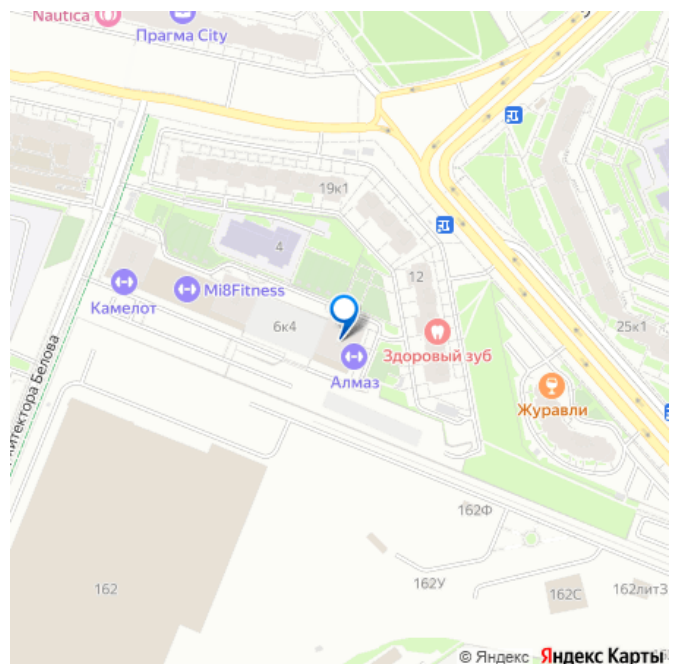 Nautica
Прагма City
19к1
4
12
Mi8Fitness
Камелот
6к4
Здоровый зуб
25к1
Алмаз
Журавли
итектора Белова
162Ф
162
162У
162С
162литЗ
© Яндекс Яндекс Карты